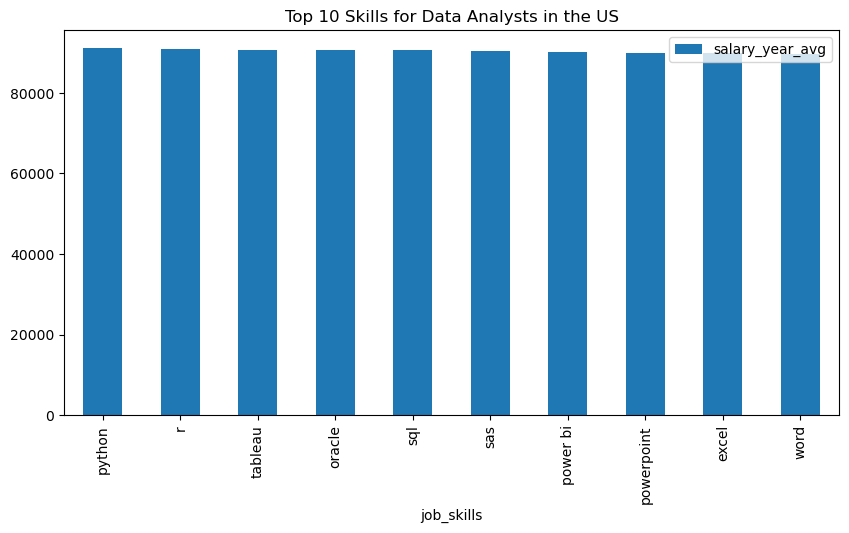 Top 10 Skills for Data Analysts in the US
salary_year_avg
80000
60000
40000
20000
0
python
r
tableau
oracle
sql
sas
power bi
powerpoint
excel
word
job_skills